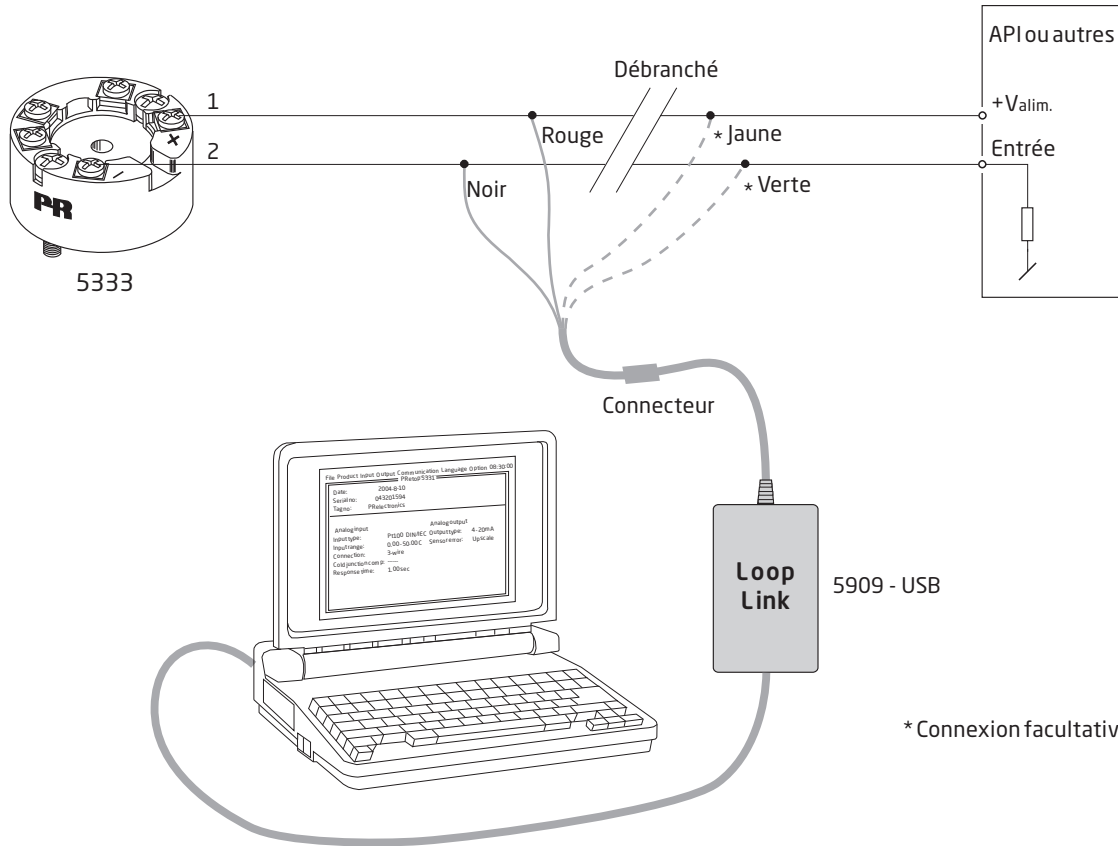 API ou autres
Débranché
1
+Valim.
Rouge
* Jaune
2
Entrée
Noir
* Verte
PR
5333
Connecteur
File Product Input Output Communication Language Option 08:30:00
PRetop 5331
Date: 2004-8-10
Serial no: 043201594
Tag no: PRelectronics
Analog input
Analog output
Input type: Pt100 DIN/IEC
Output type: 4-20mA
Input range: 0.00-50.00 C
Sensor error: Upscale
Connection: 3-wire
Cold junction comp: ------
Response time: 1.00 sec
Loop
Link
5909 - USB
* Connexion facultativ